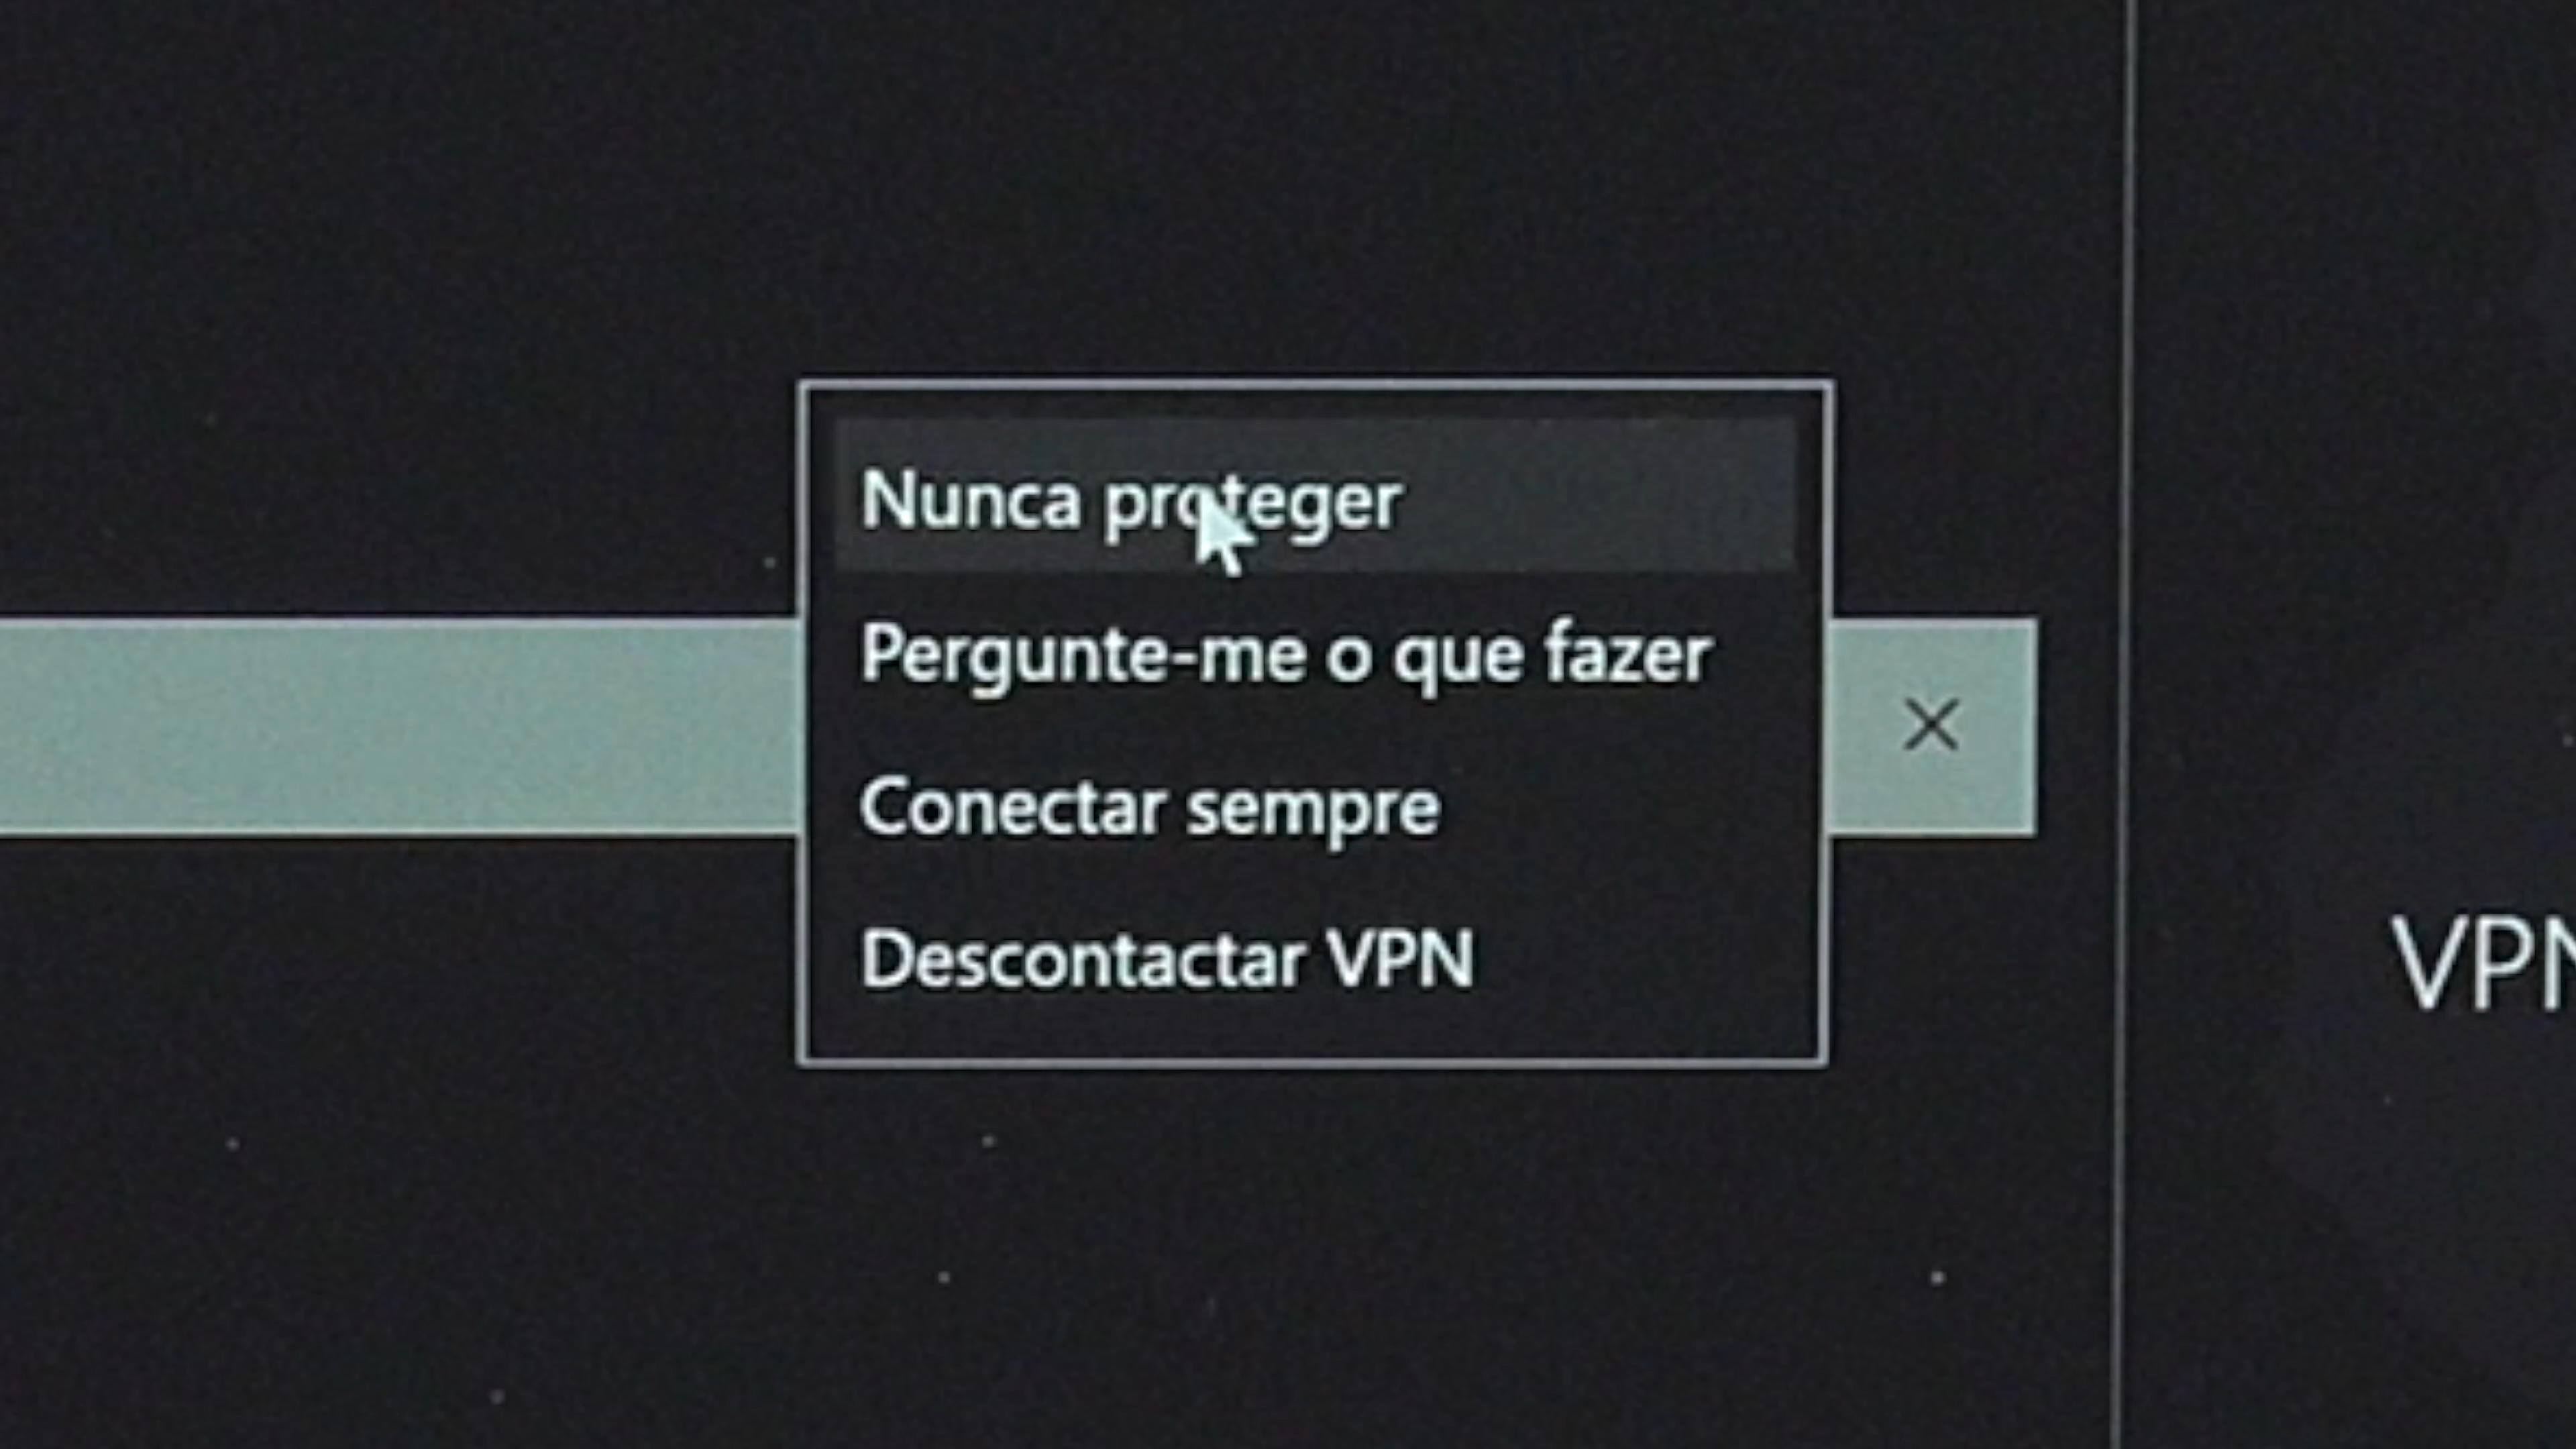 Nunca proteger
Pergunte-me o que fazer
Conectar sempre
Descontactar VPN
VPN